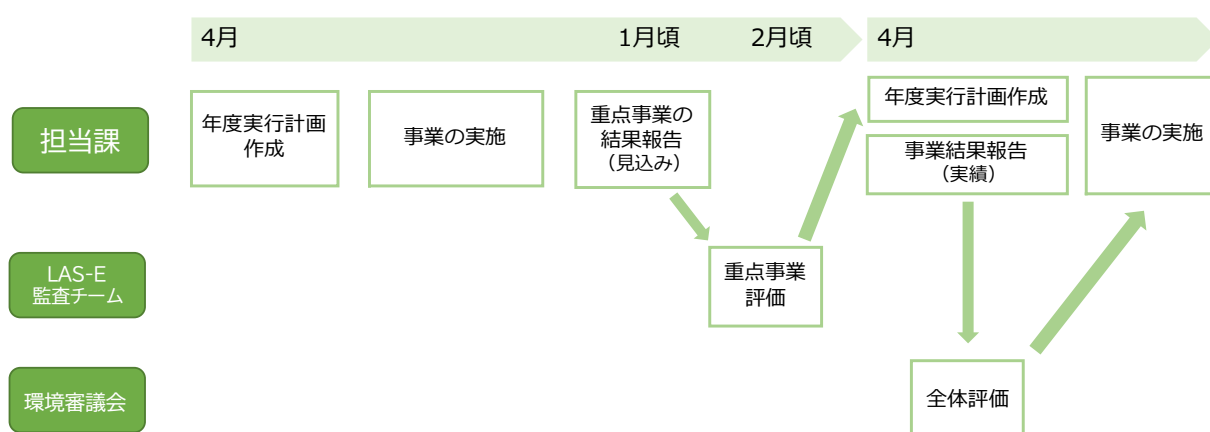 4月
1月頃
2月頃
4月
担当課
年度実行計画
作成
事業の実施
重点事業の
結果報告
（見込み）
年度実行計画作成
事業結果報告
（実績）
事業の実施
LAS-E
監査チーム
重点事業
評価
環境審議会
全体評価